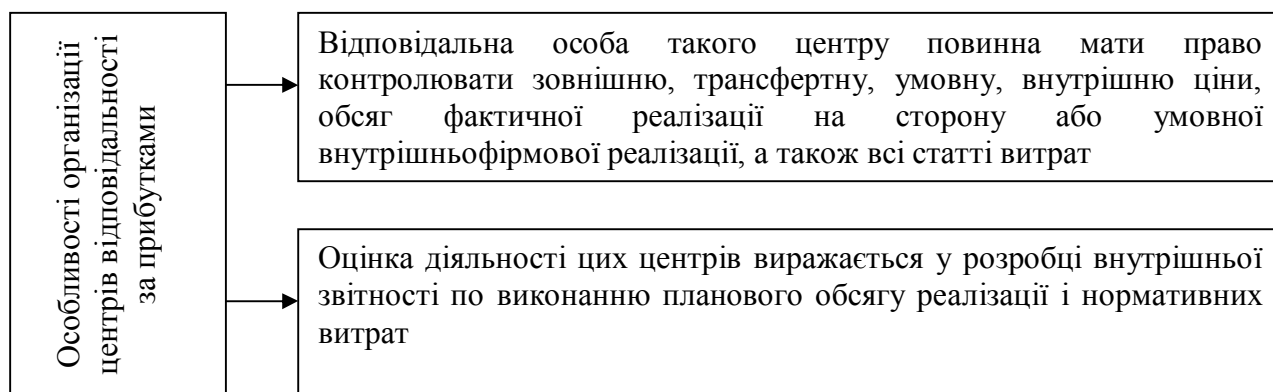 Особливості організації
центрів відповідальності
за прибутками
Відповідальна особа такого центру повинна мати право
контролювати зовнішню, трансфертну, умовну, внутрішню ціни,
обсяг фактичної реалізації на сторону або умовної
внутрішньофірмової реалізації, а також всі статті витрат
Оцінка діяльності цих центрів виражається у розробці внутрішньої
звітності по виконанню планового обсягу реалізації і нормативних
витрат